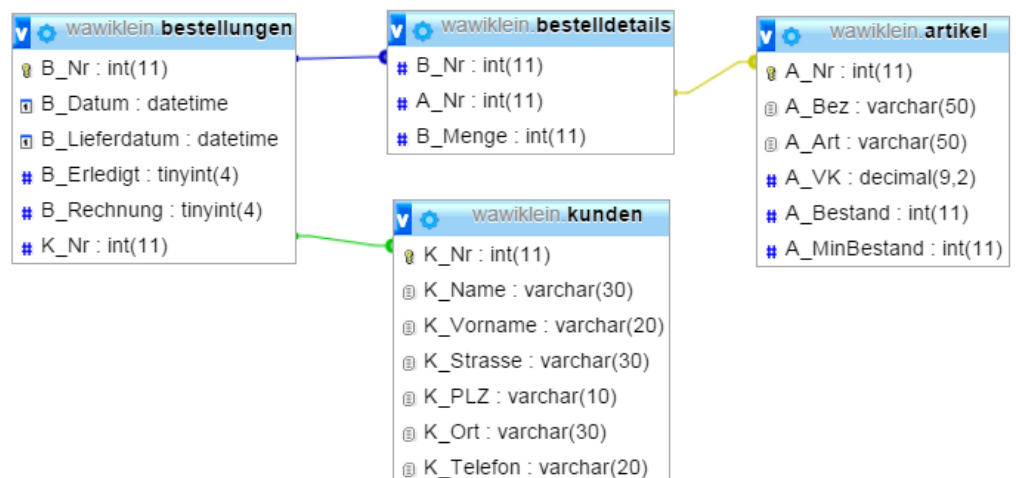 wawiklein.bestellungen
B_Nr : int(11)
B_Datum : datetime
B_Lieferdatum : datetime
B_Erledigt : tinyint(4)
B_Rechnung : tinyint(4)
K_Nr : int(11)
wawiklein.bestelldetails
B_Nr : int(11)
A_Nr : int(11)
B_Menge : int(11)
wawiklein.kunden
K_Nr : int(11)
K_Name : varchar(30)
K_Vorname : varchar(20)
K_Strasse : varchar(30)
K_PLZ : varchar(10)
K_Ort : varchar(30)
K_Telefon : varchar(20)
wawiklein.artikel
A_Nr : int(11)
A_Bez : varchar(50)
A_Art : varchar(50)
A_VK : decimal(9,2)
A_Bestand : int(11)
A_MinBestand : int(11)